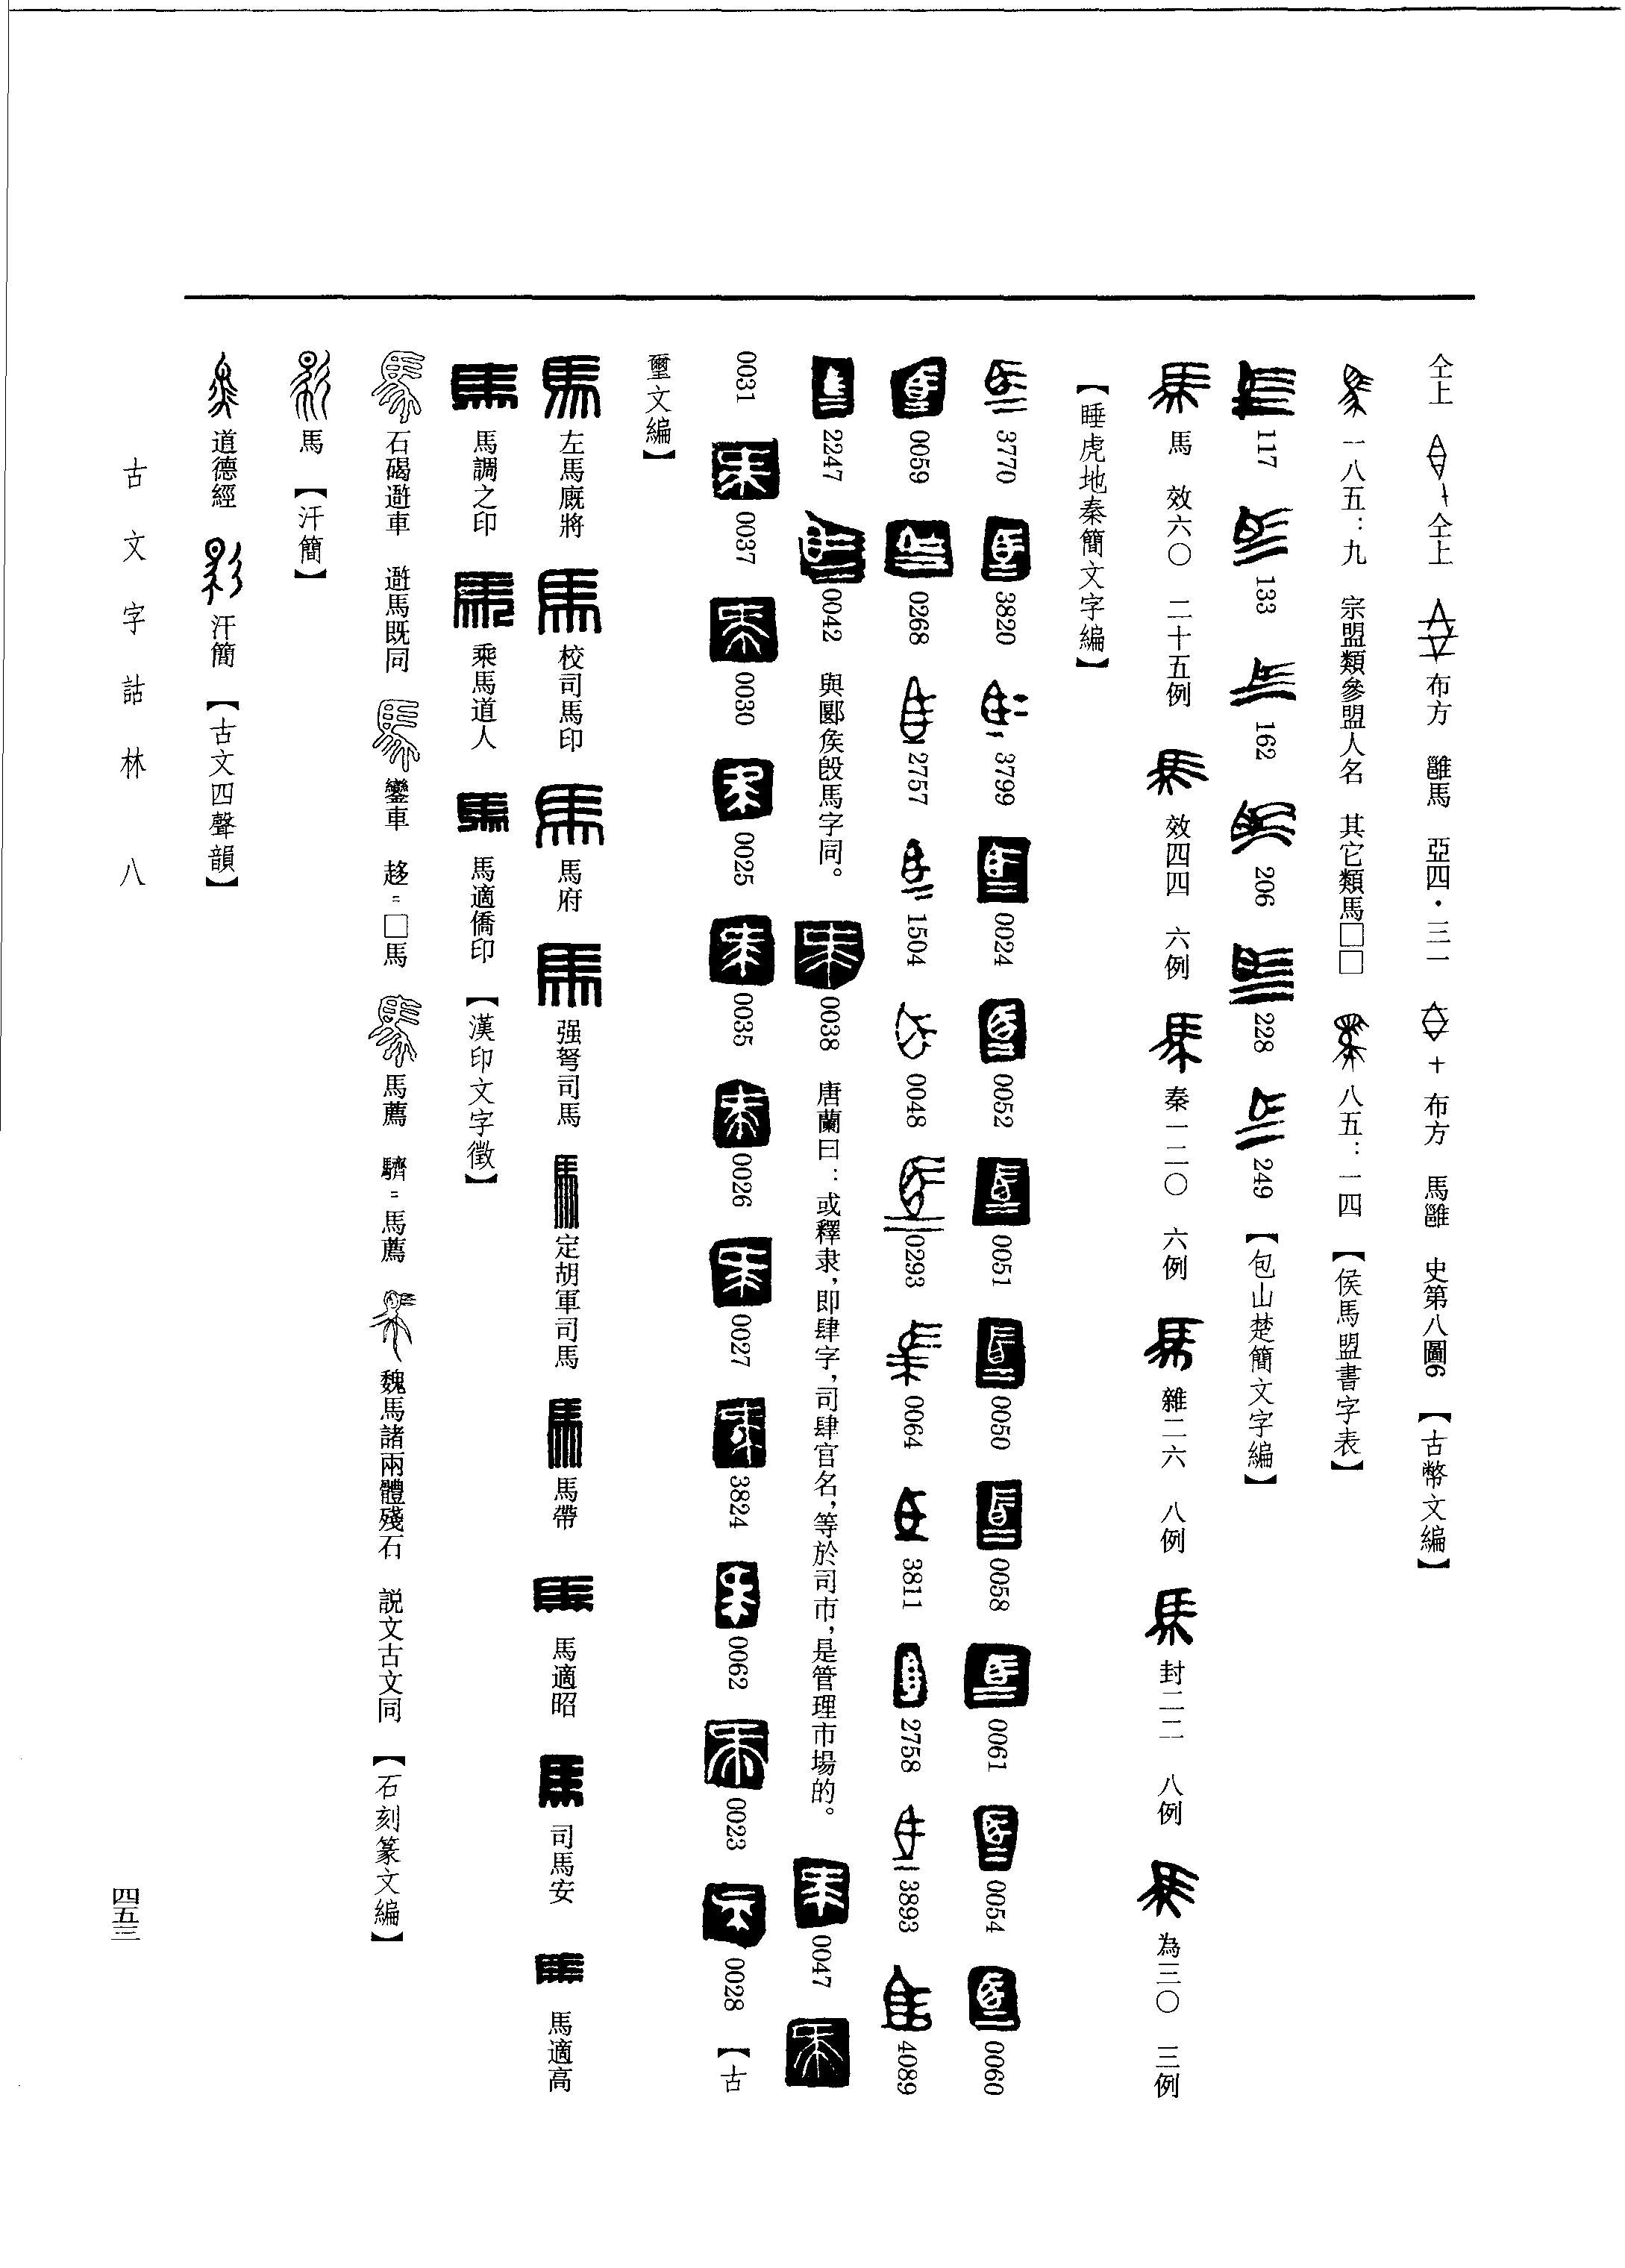 仝上 仝上 布方 雝馬 亞四・三一 布方 馬雝 史第八圖6 【古幣文編】
一八五：九 宗盟類參盟人名 其它類馬□□ 八五：一四 【侯馬盟書字表】
117 133 162 206 228 249 【包山楚簡文字編】
馬 效六〇 二十五例 效四四 六例 秦一二〇 六例 雜二六 八例 封二二 八例 為三〇 三例
【睡虎地秦簡文字編】
3770 3820 3799 0024 0052 0051 0050 0058 0061 0054 0060
0059 0268 2757 1504 0048 0293 0064 3811 2758 3893 4089
2247 0042 與郾矦馬字同。 0038 唐蘭曰：或釋隶，即肆字，司肆官名，等於司市，是管理市場的。 0047
0031 0037 0030 0025 0035 0026 0027 3824 0062 0023 0028 【古
璽文編】
左馬廄將 校司馬印 馬府 强弩司馬 定胡軍司馬 馬帶 馬適昭 司馬安 馬適高
馬調之印 乘馬道人 馬適僑印 【漢印文字徵】
石碣遊車 遊馬既同 鑾車 趍=□馬 馬薦 驕=馬薦 魏馬諸兩體殘石 説文古文同 【石刻篆文編】
馬 【汗簡】
道德經 汗簡 【古文四聲韻】
古文字詁林 八
四五三